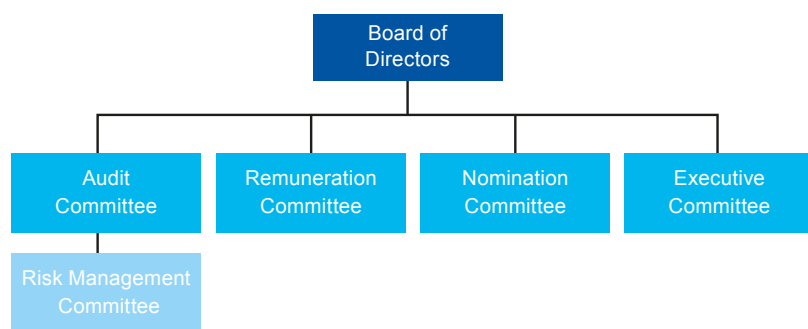 Board of
Directors
Audit
Committee
Remuneration
Committee
Nomination
Committee
Executive
Committee
Risk Management
Committee